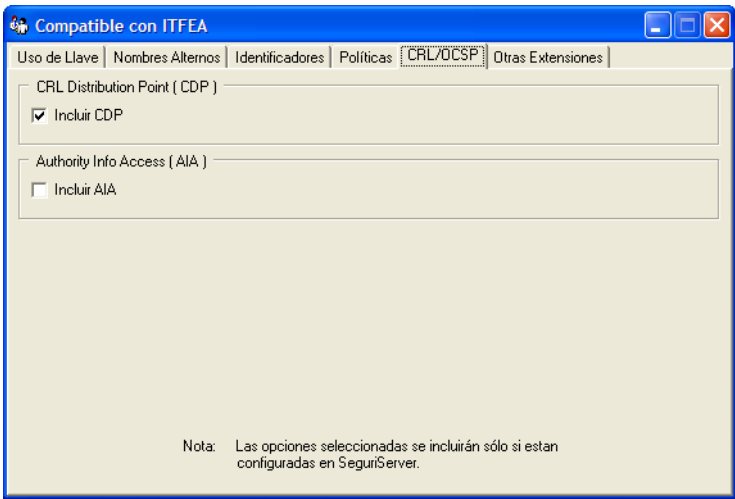 Compatible con ITFEA
Uso de Llave Nombres Alternos Identificadores Políticas CRL/OCSP Otras Extensiones
CRL Distribution Point ( CDP )
Incluir CDP
Authority Info Access ( AIA )
Incluir AIA
Nota: Las opciones seleccionadas se incluirán sólo si estan
configuradas en SeguriServer.